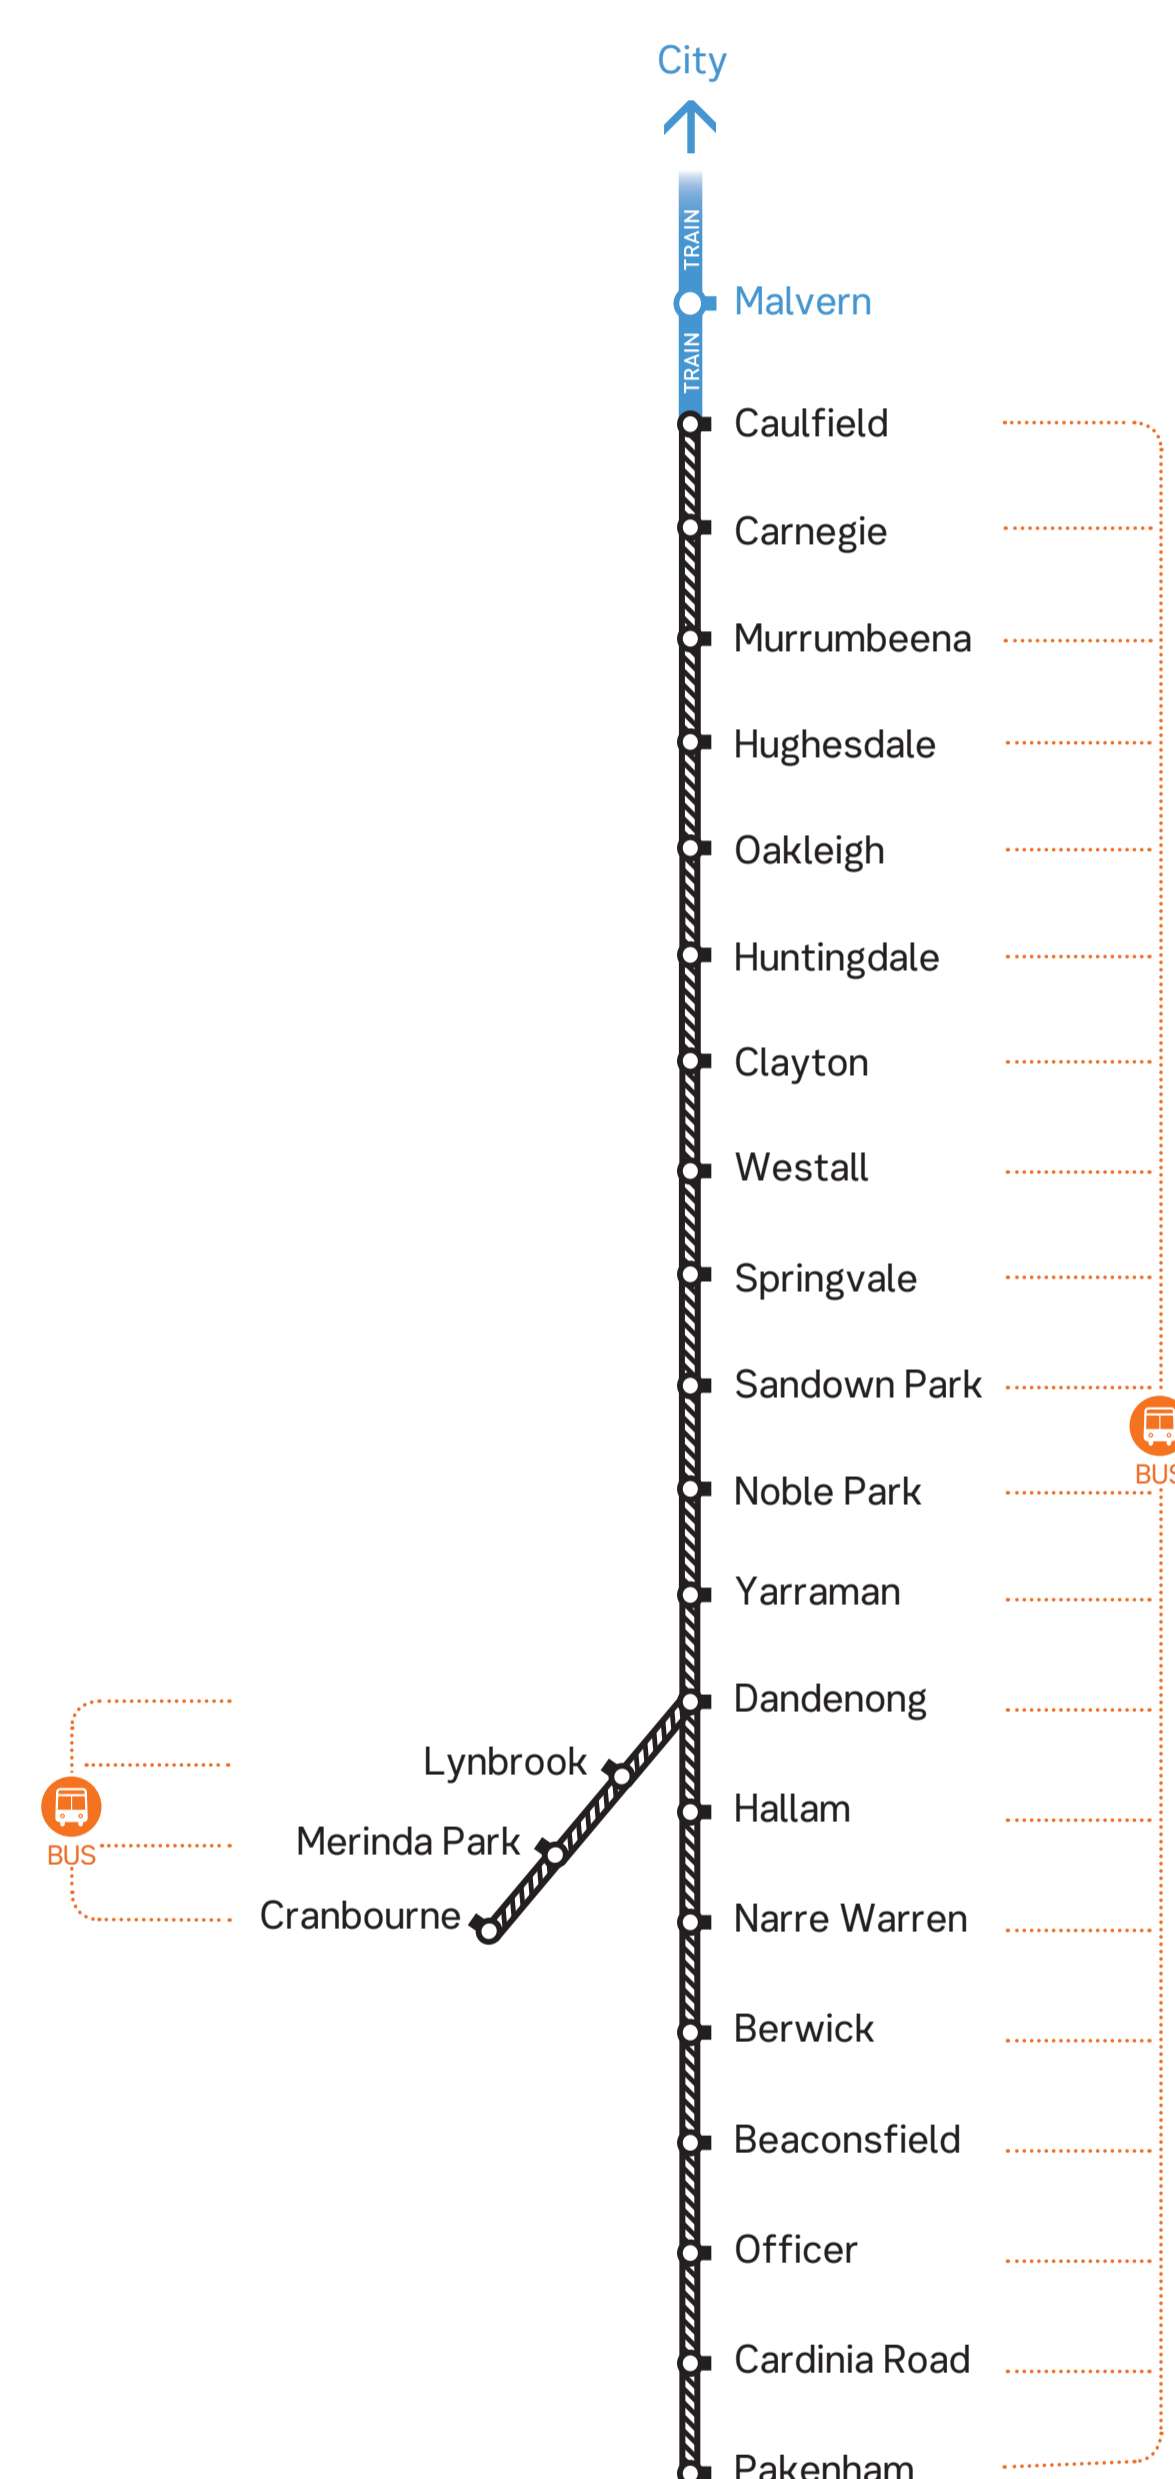 City
TRAIN
Malvern
TRAIN
Caulfield
Carnegie
Murrumbeena
Hughesdale
Oakleigh
Huntingdale
Clayton
Westall
Springvale
Sandown Park
BUS
Noble Park
Yarraman
Dandenong
Lynbrook
Hallam
Merinda Park
BUS
Cranbourne
Narre Warren
Berwick
Beaconsfield
Officer
Cardinia Road
Pakenham